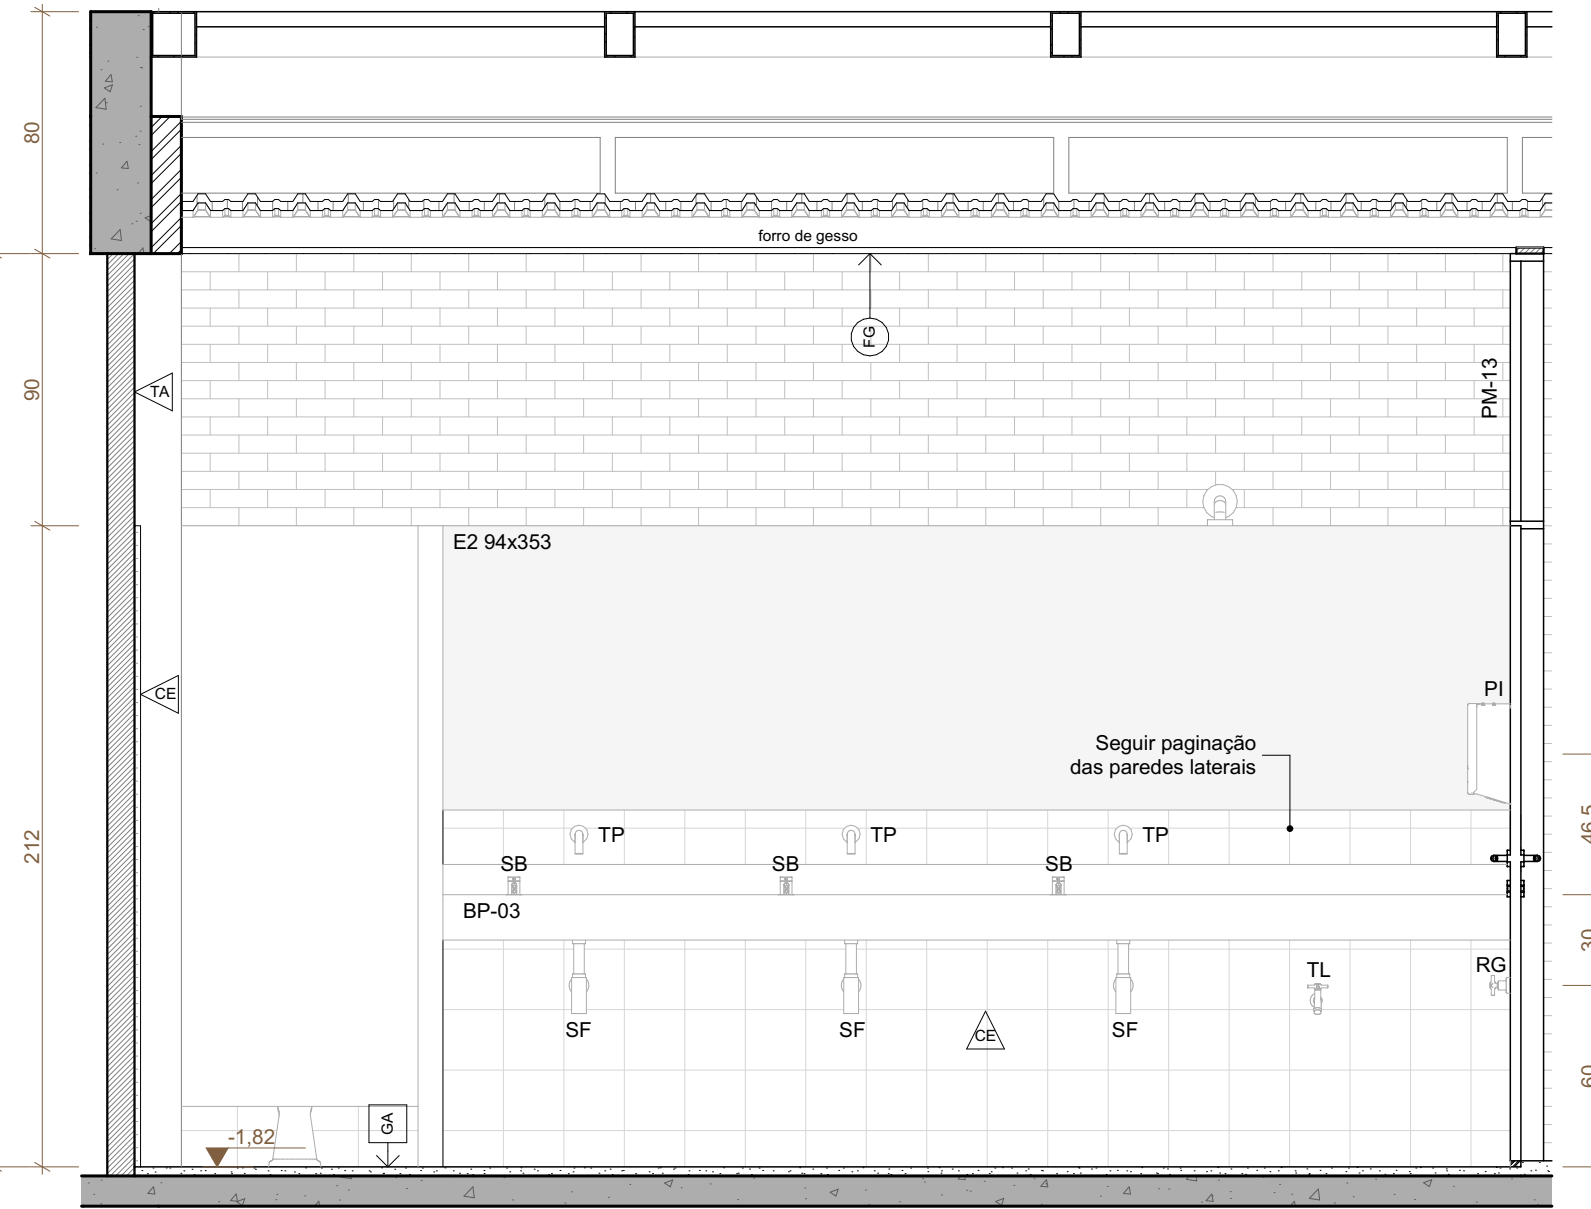 80
forro de gesso
FG
90
TA
PM-13
E2 94x353
CE
PI
Seguir paginação
das paredes laterais
46,5
212
TP
TP
TP
SB
SB
SB
BP-03
30
TL
RG
SF
SF
SF
CE
60
GA
-1,82